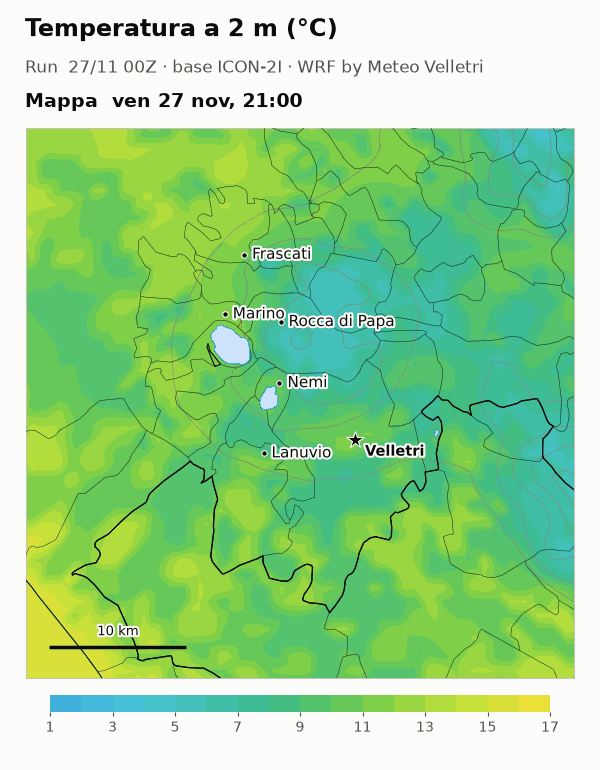 Temperatura a 2 m (°C)
Run  27/11 00Z · base ICON-2I · WRF by Meteo Velletri
Mappa  ven 27 nov, 21:00
Frascati
Marino
Rocca di Papa
Nemi
Velletri
Lanuvio
10 km
1 3 5 7 9 11 13 15 17